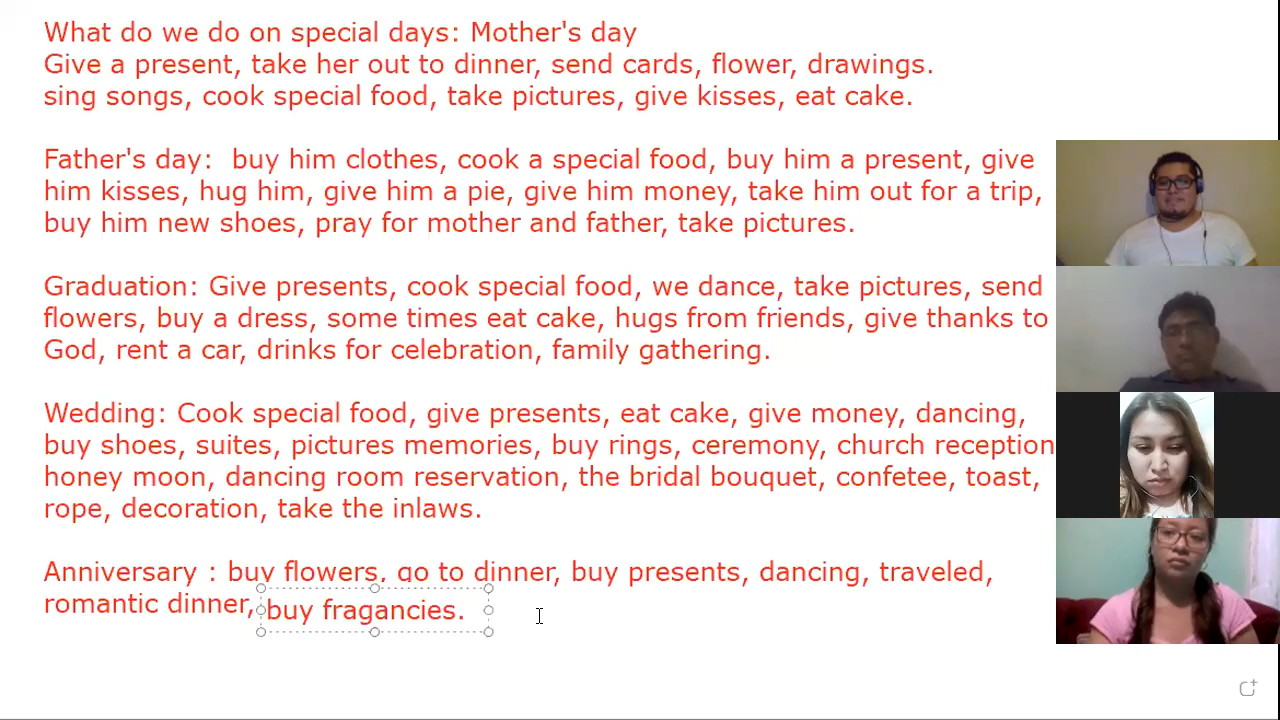 What do we do on special days: Mother's day
Give a present, take her out to dinner, send cards, flower, drawings.
sing songs, cook special food, take pictures, give kisses, eat cake.
Father's day:  buy him clothes, cook a special food, buy him a present, give
him kisses, hug him, give him a pie, give him money, take him out for a trip,
buy him new shoes, pray for mother and father, take pictures.
Graduation: Give presents, cook special food, we dance, take pictures, send
flowers, buy a dress, some times eat cake, hugs from friends, give thanks to
God, rent a car, drinks for celebration, family gathering.
Wedding: Cook special food, give presents, eat cake, give money, dancing,
buy shoes, suites, pictures memories, buy rings, ceremony, church reception
honey moon, dancing room reservation, the bridal bouquet, confetee, toast,
rope, decoration, take the inlaws.
Anniversary : buy flowers, go to dinner, buy presents, dancing, traveled,
romantic dinner, buy fragancies.